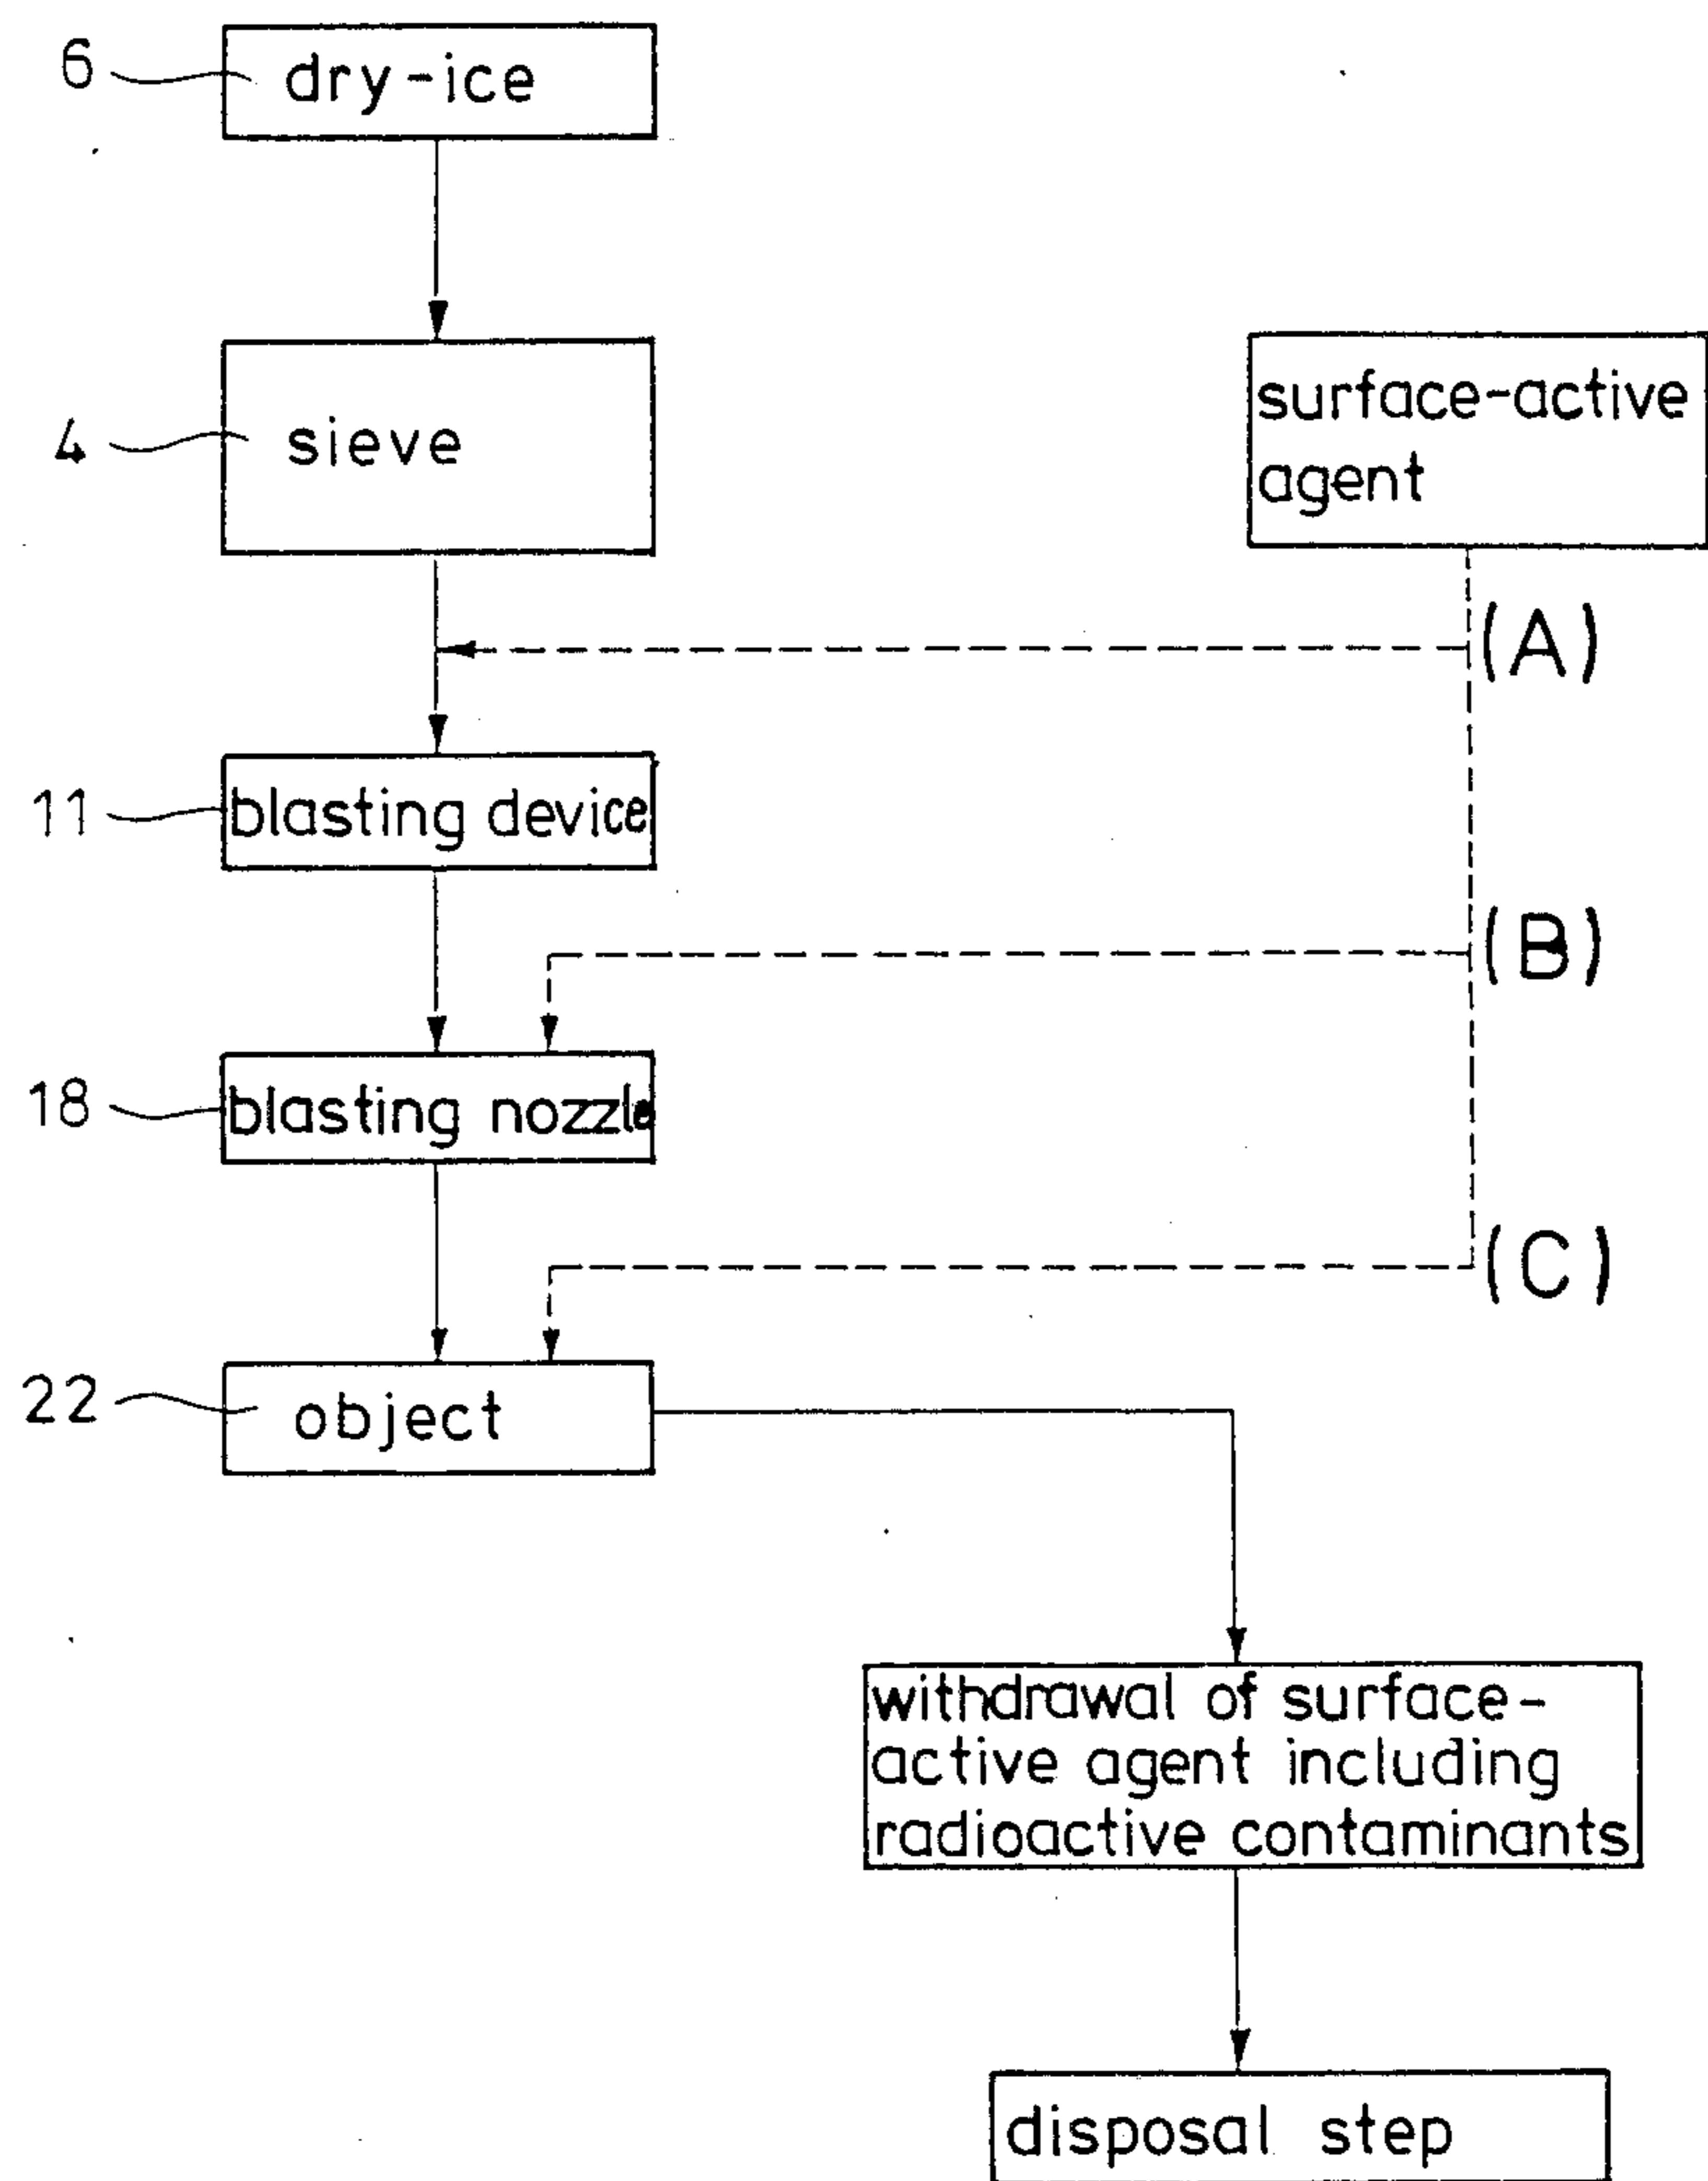 6 dry-ice
4 sieve
surface-active
agent
(A)
11 blasting device
(B)
18 blasting nozzle
(C)
22 object
withdrawal of surface-
active agent including
radioactive contaminants
disposal step